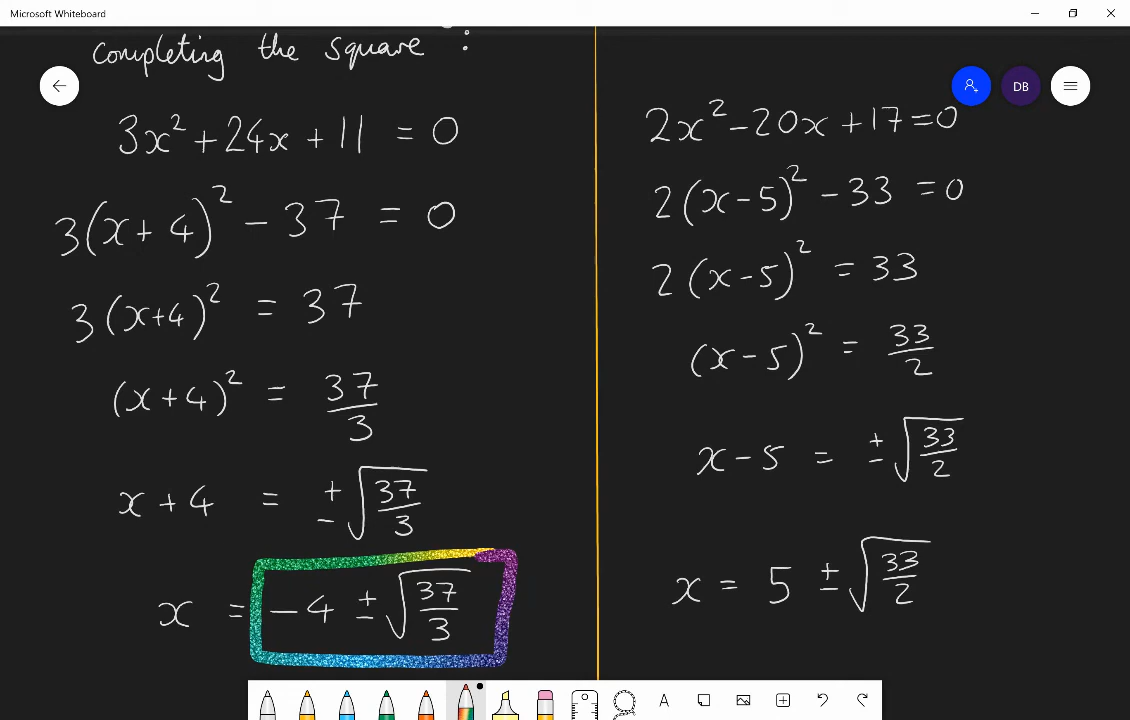 Microsoft Whiteboard
completing the square :
DB
3x² + 24x + 11 = 0
3(x + 4)² - 37 = 0
3(x+4)² = 37
(x + 4)² = 37/3
x + 4 = ±√(37/3)
x = -4 ± √(37/3)
2x² - 20x + 17 = 0
2(x - 5)² - 33 = 0
2(x - 5)² = 33
(x - 5)² = 33/2
x - 5 = ±√(33/2)
x = 5 ± √(33/2)
A